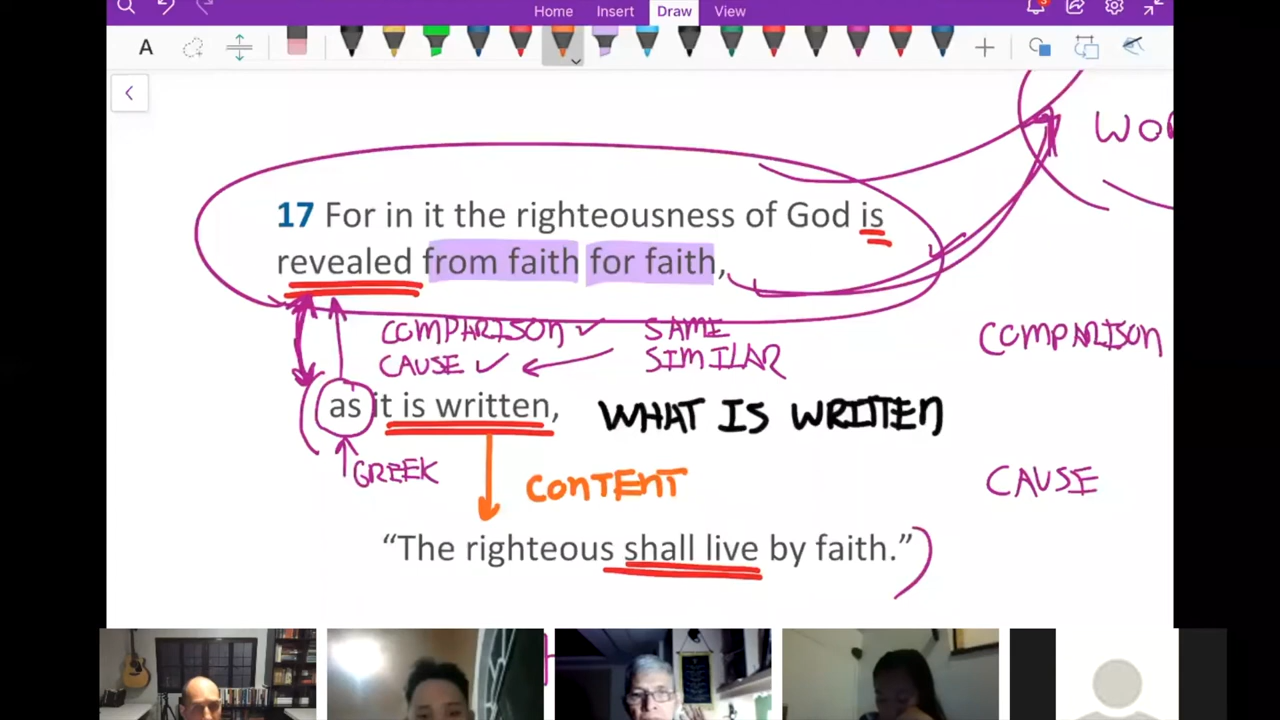 Home Insert Draw View
A
WO
17 For in it the righteousness of God is
revealed from faith for faith,
COMPARISON SAME
CAUSE SIMILAR
COMPARISON
as it is written, WHAT IS WRITTEN
GREEK
CONTENT
CAUSE
“The righteous shall live by faith.”